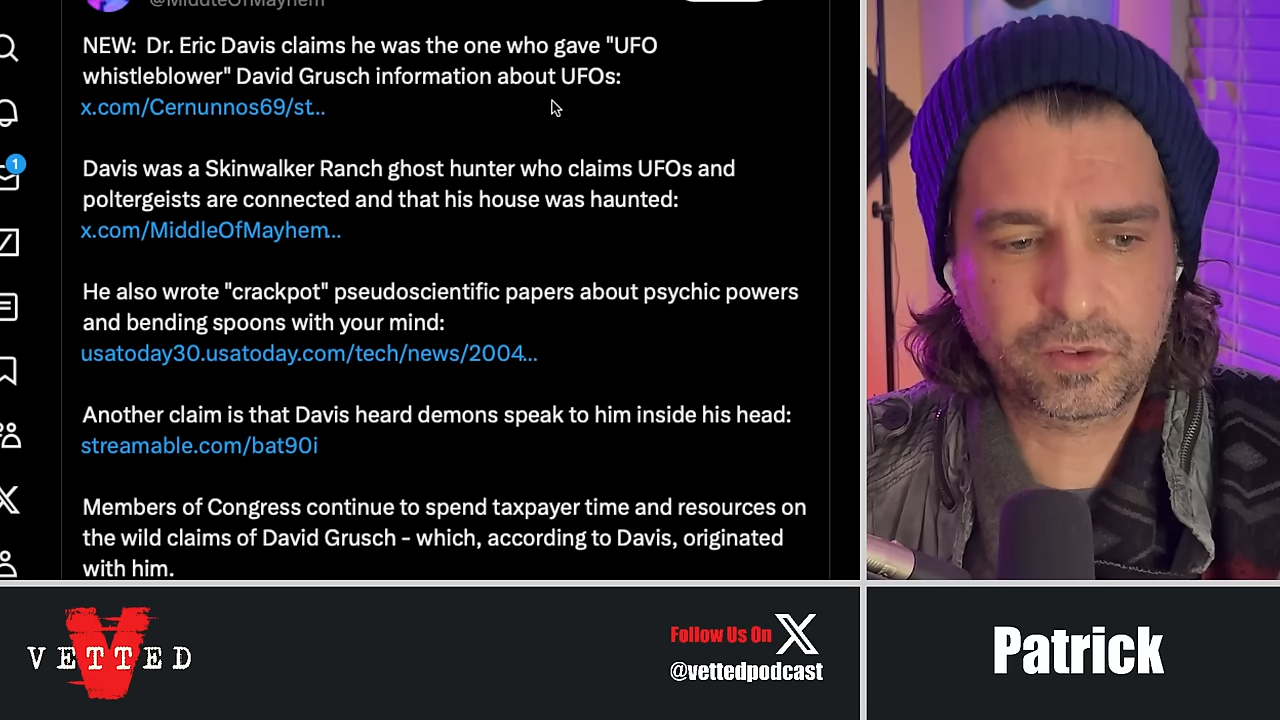 @MiddleOfMayhem
NEW: Dr. Eric Davis claims he was the one who gave "UFO
whistleblower" David Grusch information about UFOs:
x.com/Cernunnos69/st…
Davis was a Skinwalker Ranch ghost hunter who claims UFOs and
poltergeists are connected and that his house was haunted:
x.com/MiddleOfMayhem…
He also wrote "crackpot" pseudoscientific papers about psychic powers
and bending spoons with your mind:
usatoday30.usatoday.com/tech/news/2004…
Another claim is that Davis heard demons speak to him inside his head:
streamable.com/bat90i
Members of Congress continue to spend taxpayer time and resources on
the wild claims of David Grusch - which, according to Davis, originated
with him.
1
VETTED
Follow Us On X
@vettedpodcast
Patrick